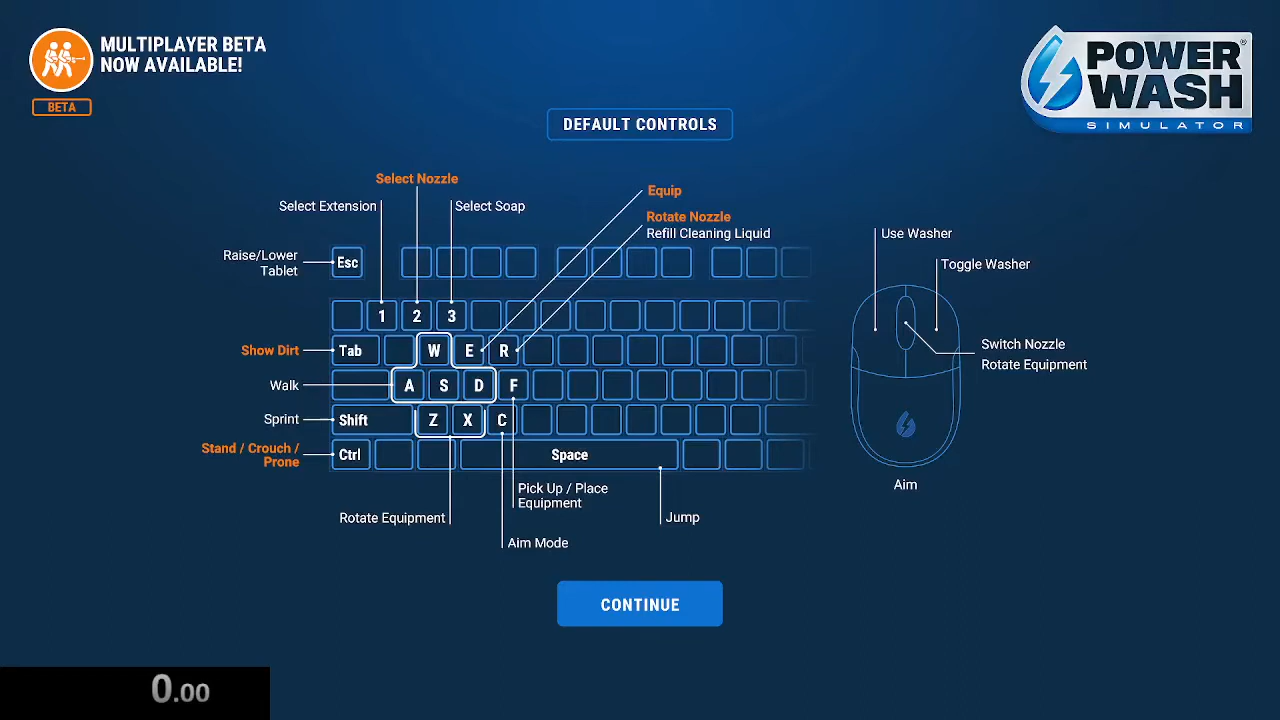 MULTIPLAYER BETA
NOW AVAILABLE!
BETA
POWER
WASH
SIMULATOR
®
DEFAULT CONTROLS
Select Nozzle
Select Extension
Select Soap
Equip
Rotate Nozzle
Refill Cleaning Liquid
Raise/Lower
Tablet
Esc
1 2 3
Show Dirt
Tab W E R
Walk
A S D F
Sprint
Shift Z X C
Stand / Crouch /
Prone
Ctrl Space
Rotate Equipment
Pick Up / Place
Equipment
Aim Mode
Jump
Use Washer
Toggle Washer
Switch Nozzle
Rotate Equipment
Aim
CONTINUE
0.00